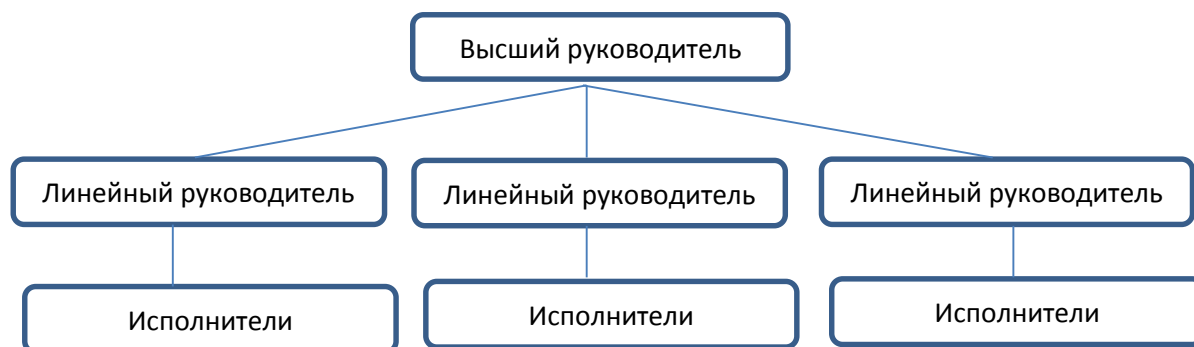 Высший руководитель
Линейный руководитель
Линейный руководитель
Линейный руководитель
Исполнители
Исполнители
Исполнители